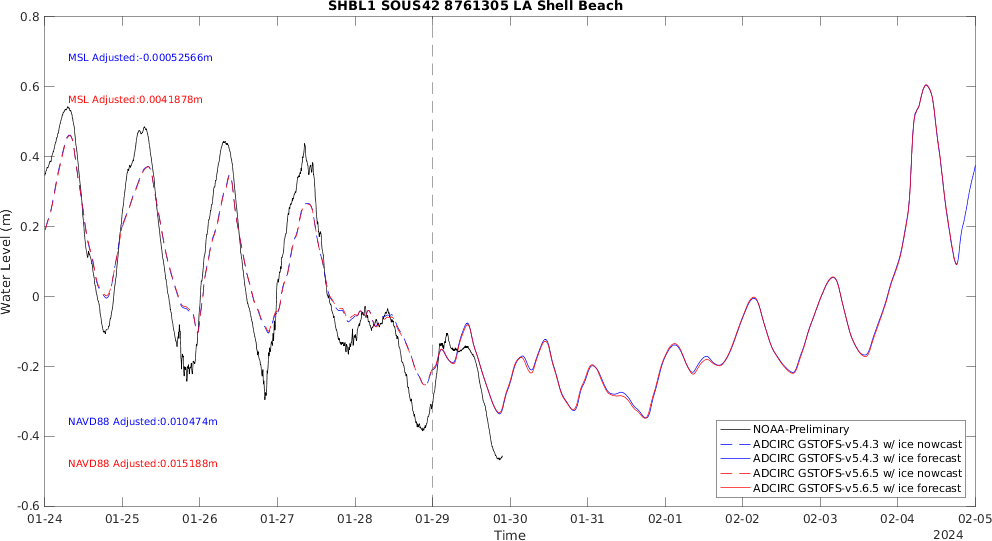 SHBL1 SOUS42 8761305 LA Shell Beach
Water Level (m)
0.8
0.6
0.4
0.2
0
-0.2
-0.4
-0.6
MSL Adjusted:-0.00052566m
MSL Adjusted:0.0041878m
NAVD88 Adjusted:0.010474m
NAVD88 Adjusted:0.015188m
NOAA-Preliminary
ADCIRC GSTOFS-v5.4.3 w/ ice nowcast
ADCIRC GSTOFS-v5.4.3 w/ ice forecast
ADCIRC GSTOFS-v5.6.5 w/ ice nowcast
ADCIRC GSTOFS-v5.6.5 w/ ice forecast
01-24 01-25 01-26 01-27 01-28 01-29 01-30 01-31 02-01 02-02 02-03 02-04 02-05
Time
2024